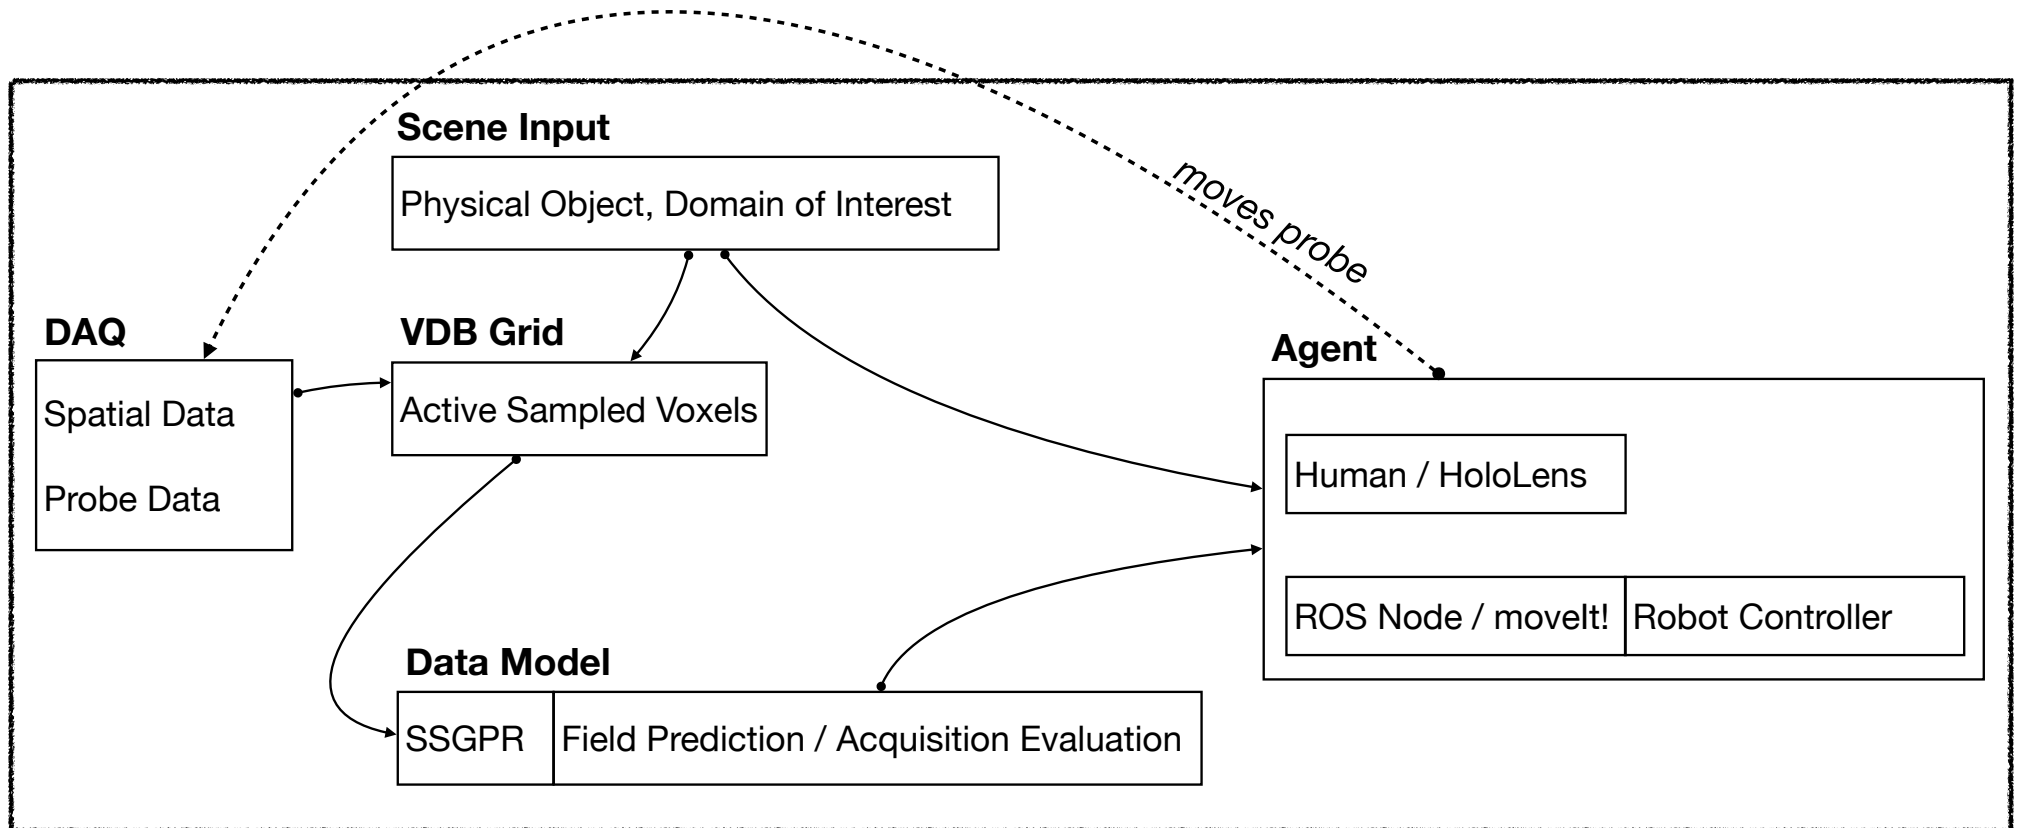 Scene Input
Physical Object, Domain of Interest
moves probe
DAQ
Spatial Data
Probe Data
VDB Grid
Active Sampled Voxels
Agent
Human / HoloLens
ROS Node / moveIt!
Robot Controller
Data Model
SSGPR
Field Prediction / Acquisition Evaluation